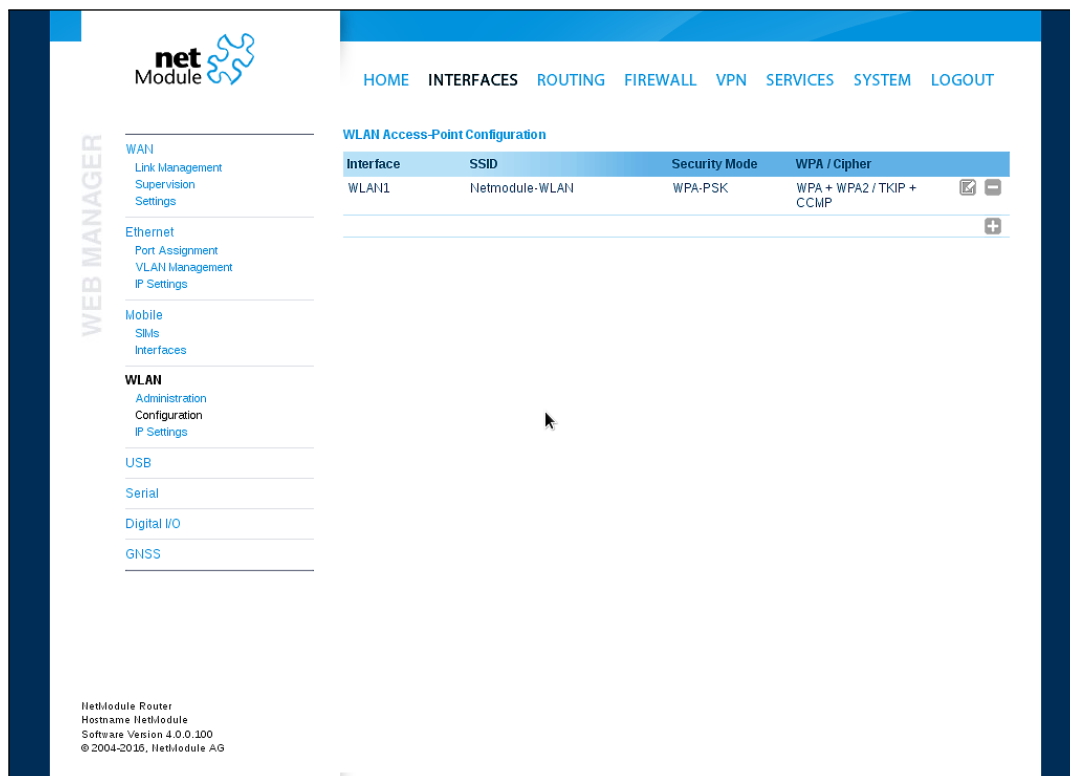 net
Module
HOME INTERFACES ROUTING FIREWALL VPN SERVICES SYSTEM LOGOUT
WEB MANAGER
WAN
Link Management
Supervision
Settings
Ethernet
Port Assignment
VLAN Management
IP Settings
Mobile
SIMs
Interfaces
WLAN
Administration
Configuration
IP Settings
USB
Serial
Digital I/O
GNSS
WLAN Access-Point Configuration
Interface SSID Security Mode WPA / Cipher
WLAN1 Netmodule-WLAN WPA-PSK WPA + WPA2 / TKIP +
CCMP
NetModule Router
Hostname NetModule
Software Version 4.0.0.100
© 2004-2016, NetModule AG